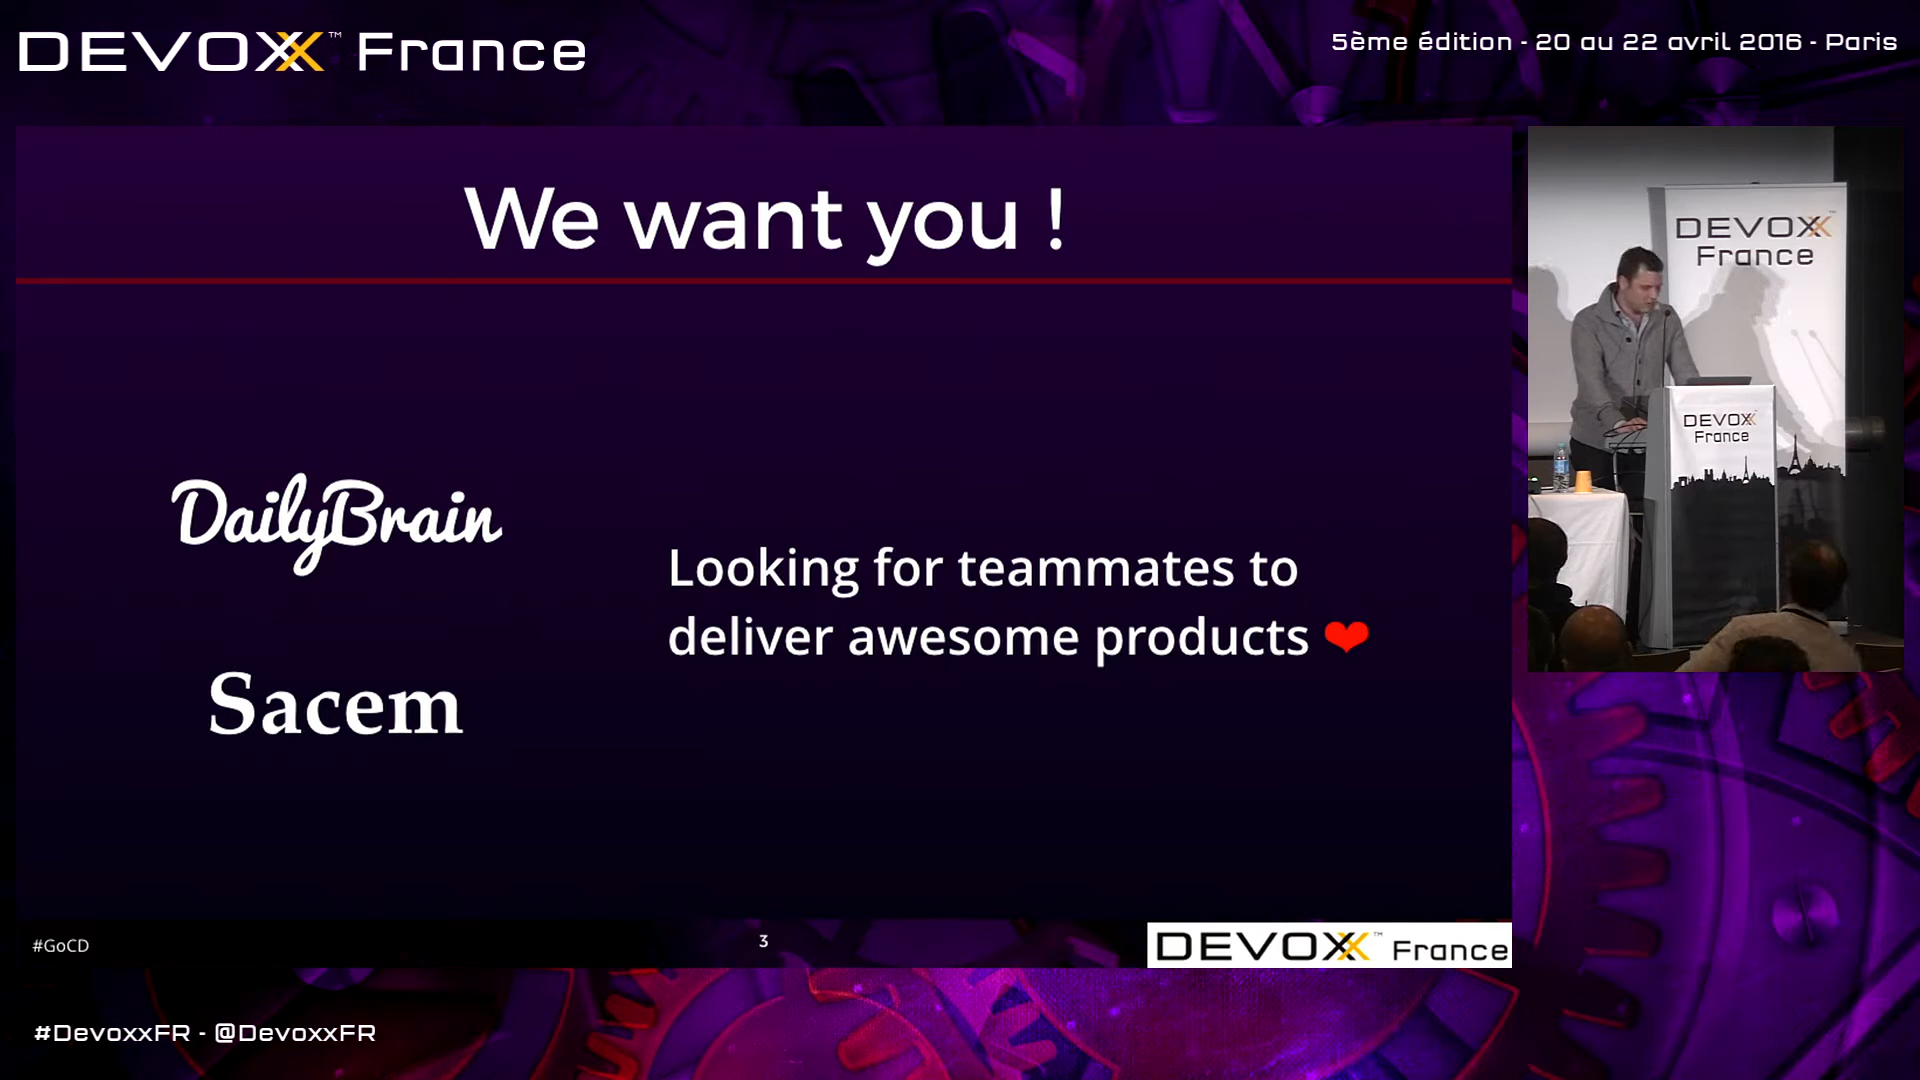 DEVOXX™ France
5ème édition - 20 au 22 avril 2016 - Paris
We want you !
DailyBrain
Sacem
Looking for teammates to
deliver awesome products ❤
#GoCD
3
DEVOXX™ France
DEVOXX™
France
DEVOXX
France
#DevoxxFR - @DevoxxFR